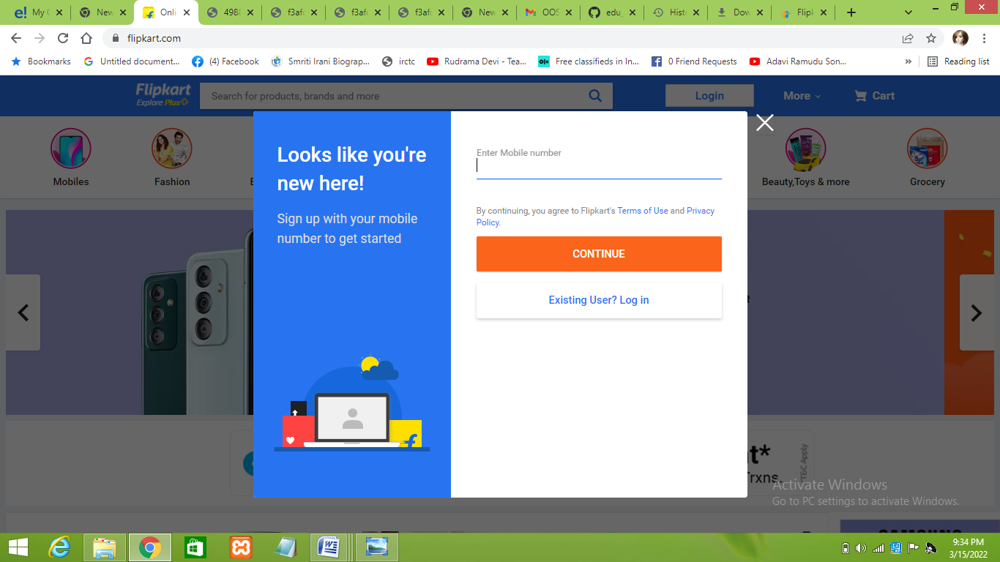 My C
New
Onli
4988
f3af
f3af
f3af
New
OOS
edu_
Hist
Dow
Flipk
flipkart.com
Bookmarks
Untitled document...
(4) Facebook
Smriti Irani Biograp...
irctc
Rudrama Devi - Tea...
Free classifieds in In...
0 Friend Requests
Adavi Ramudu Son...
»
Reading list
Flipkart
Explore Plus
Search for products, brands and more
Login
More
Cart
Mobiles
Fashion
Beauty,Toys & more
Grocery
Looks like you're
new here!
Sign up with your mobile
number to get started
Enter Mobile number
By continuing, you agree to Flipkart's Terms of Use and Privacy
Policy.
CONTINUE
Existing User? Log in
t*
Trxns.
*T&C Apply
Activate Windows
Go to PC settings to activate Windows.
SAMSUNG
9:34 PM
3/15/2022